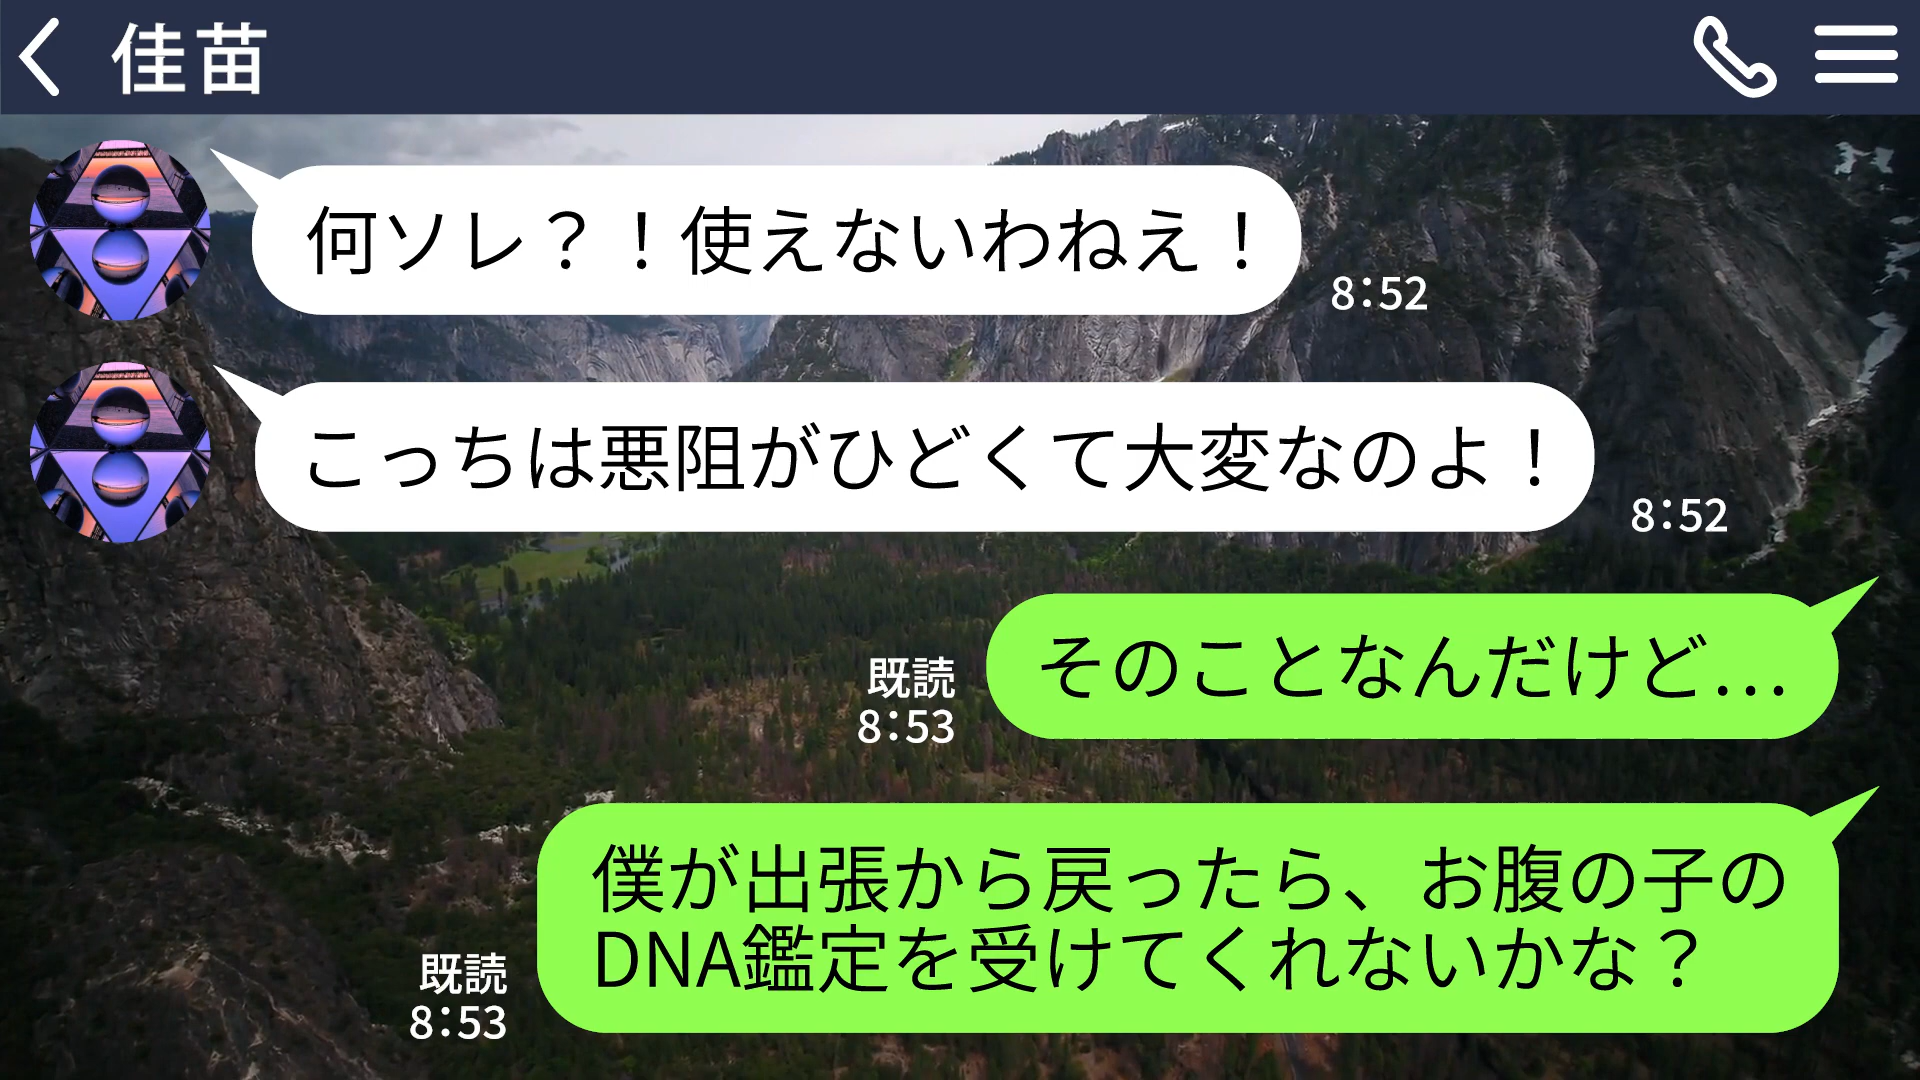 佳苗
何ソレ？！使えないわねえ！
8:52
こっちは悪阻がひどくて大変なのよ！
8:52
そのことなんだけど…
既読
8:53
僕が出張から戻ったら、お腹の子の
DNA鑑定を受けてくれないかな？
既読
8:53